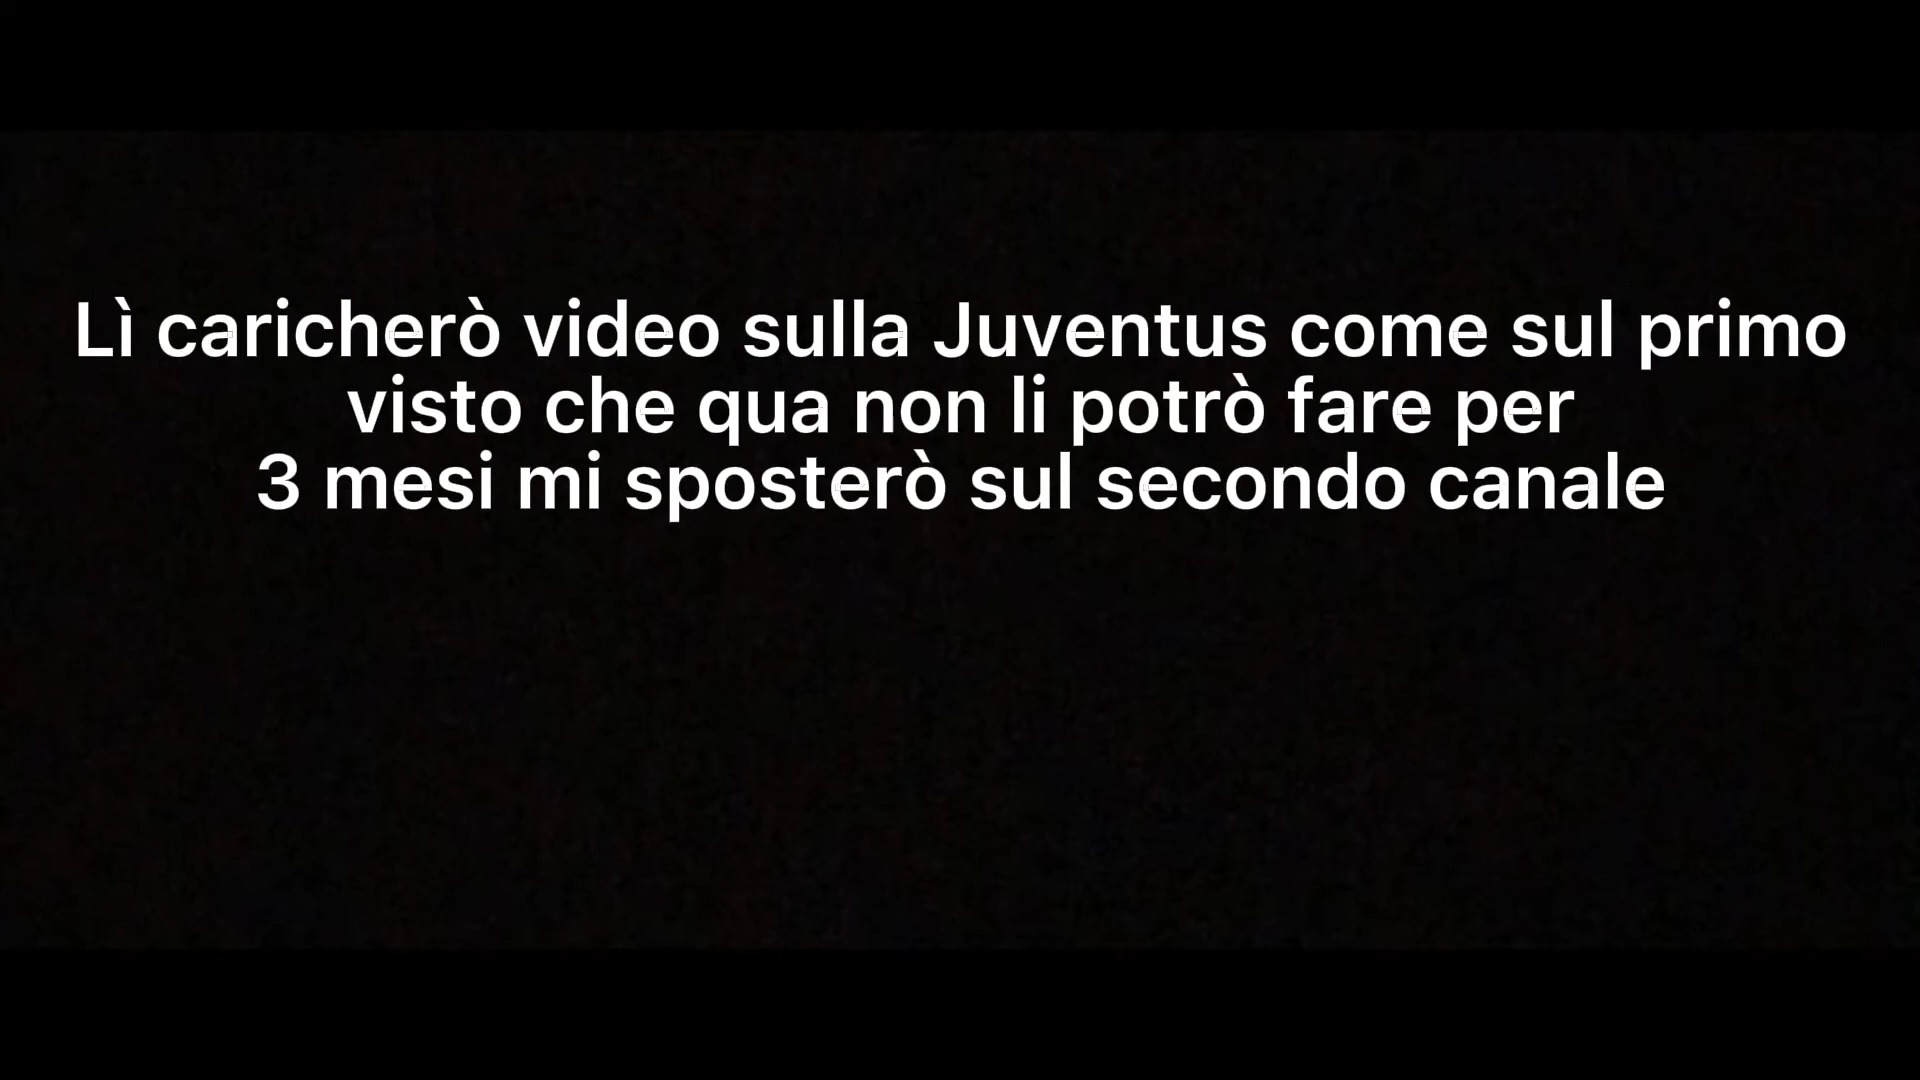 Lì caricherò video sulla Juventus come sul primo
visto che qua non li potrò fare per
3 mesi mi sposterò sul secondo canale